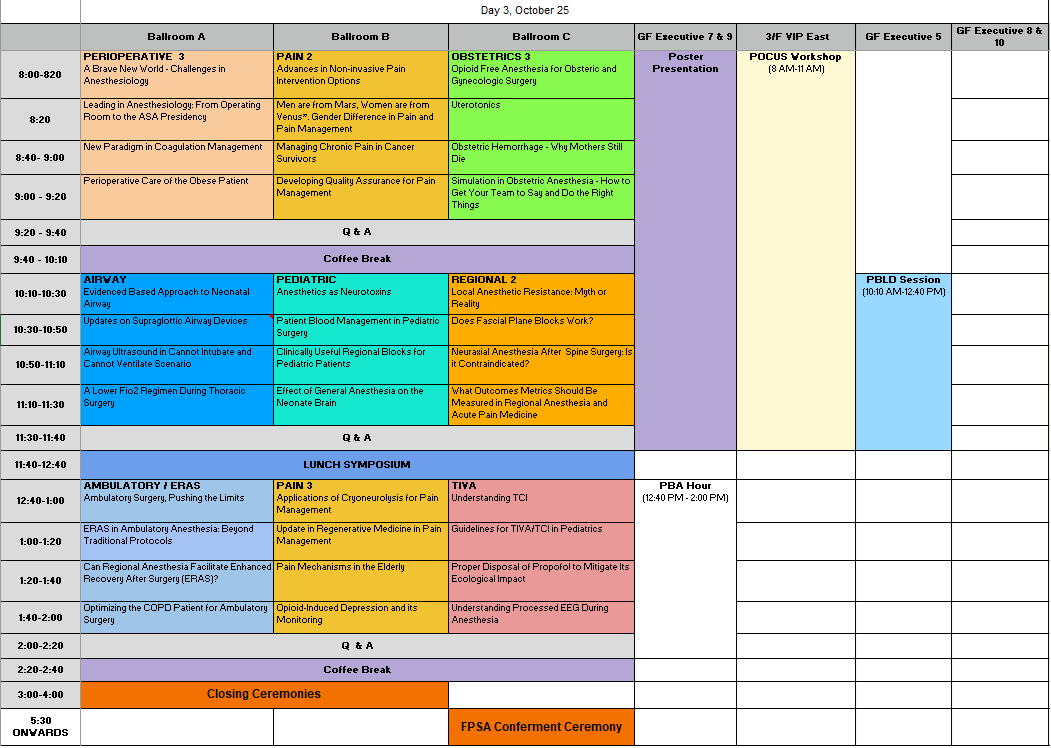 Day 3, October 25
Ballroom A
Ballroom B
Ballroom C
GF Executive 7 & 9
3/F VIP East
GF Executive 5
GF Executive 8 &
10
8:00-820
PERIOPERATIVE 3
A Brave New World - Challenges in
Anesthesiology
PAIN 2
Advances in Non-invasive Pain
Intervention Options
OBSTETRICS 3
Opioid Free Anesthesia for Obsteric and
Gynecologic Surgery
Poster
Presentation
POCUS Workshop
(8 AM-11 AM)
8:20
Leading in Anesthesiology: From Operating
Room to the ASA Presidency
Men are from Mars, Women are from
Venus". Gender Difference in Pain and
Pain Management
Uterotonics
8:40- 9:00
New Paradigm in Coagulation Management
Managing Chronic Pain in Cancer
Survivors
Obstetric Hemorrhage - Why Mothers Still
Die
9:00 - 9:20
Perioperative Care of the Obese Patient
Developing Quality Assurance for Pain
Management
Simulation in Obstetric Anesthesia - How to
Get Your Team to Say and Do the Right
Things
9:20 - 9:40
Q & A
9:40 - 10:10
Coffee Break
10:10-10:30
AIRWAY
Evidenced Based Approach to Neonatal
Airway
PEDIATRIC
Anesthetics as Neurotoxins
REGIONAL 2
Local Anesthetic Resistance: Myth or
Reality
PBLD Session
(10:10 AM-12:40 PM)
10:30-10:50
Updates on Supraglottic Airway Devices
Patient Blood Management in Pediatric
Surgery
Does Fascial Plane Blocks Work?
10:50-11:10
Airway Ultrasound in Cannot Intubate and
Cannot Ventilate Scenario
Clinically Useful Regional Blocks for
Pediatric Patients
Neuraxial Anesthesia After Spine Surgery: Is
it Contraindicated?
11:10-11:30
A Lower Fio2 Regimen During Thoracic
Surgery
Effect of General Anesthesia on the
Neonate Brain
What Outcomes Metrics Should Be
Measured in Regional Anesthesia and
Acute Pain Medicine
11:30-11:40
Q & A
11:40-12:40
LUNCH SYMPOSIUM
12:40-1:00
AMBULATORY / ERAS
Ambulatory Surgery, Pushing the Limits
PAIN 3
Applications of Cryoneurolysis for Pain
Management
TIVA
Understanding TCI
PBA Hour
(12:40 PM - 2:00 PM)
1:00-1:20
ERAS in Ambulatory Anesthesia: Beyond
Traditional Protocols
Update in Regenerative Medicine in Pain
Management
Guidelines for TIVA/TCI in Pediatrics
1:20-1:40
Can Regional Anesthesia Facilitate Enhanced
Recovery After Surgery (ERAS)?
Pain Mechanisms in the Elderly
Proper Disposal of Propofol to Mitigate Its
Ecological Impact
1:40-2:00
Optimizing the COPD Patient for Ambulatory
Surgery
Opioid-Induced Depression and its
Monitoring
Understanding Processed EEG During
Anesthesia
2:00-2:20
Q & A
2:20-2:40
Coffee Break
3:00-4:00
Closing Ceremonies
5:30
ONWARDS
FPSA Conferment Ceremony